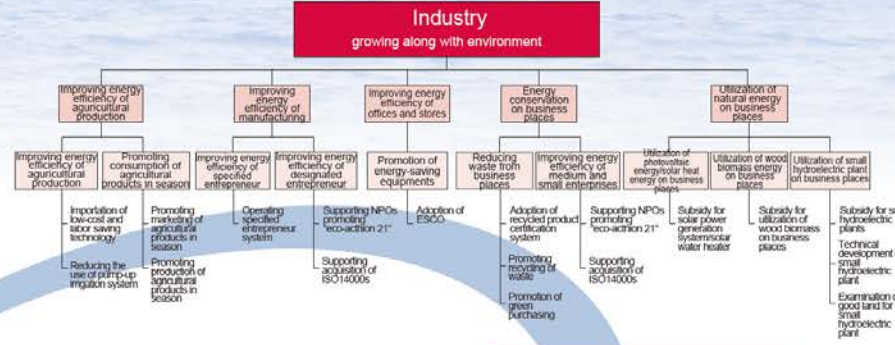 Industry
growing along with environment
Improving energy
efficiency of
aguricultural
production
Improving
energy
efficiency of
manufacturing
Improving energy
efficiency of
offices and stores
Energy
conservation
on business
places
Utilization of
natural energy
on business
places
Improving energy
efficiency of
aguricultural
production
Promoting
consumption of
agricultural
products in season
Improving energy
efficiency of
specified
entrepreneur
Improving energy
efficiency of
designated
entrepreneur
Promotion of
energy-saving
equipments
Reducing
waste from
business
places
Improving energy
efficiency of
medium and
small enterprises
Utilization of
energy/solar heat
energy on business
places
Utilization of wood
biomass energy
on business
places
Utilization of small
hydroelectric plant
on business places
Importation of
low-cost and
labor saving
technology
Reducing the
use of pump-up
irrigation system
Promoting
marketing of
agricultural
products in
season
Promoting
production of
agricultural
products in
season
Operating
specified
entrepreneur
system
Supporting NPOs
promoting
Supporting
acquisition of
ISO14000s
Adoption of
ESCO
Adoption of
recycled product
certification
system
Promoting
recycling of
waste
Promotion of
green
purchasing
Supporting NPOs
promoting
Supporting
acquisition of
ISO14000s
Subsidy for
solar power
generation
system/solar
water heater
Subsidy for
utilization of
wood biomass
on business
places
Subsidy for
hydroelectric
plants
Technical
development
small
hydroelectric
plant
Examination
good land for
small
hydroelectric
plant